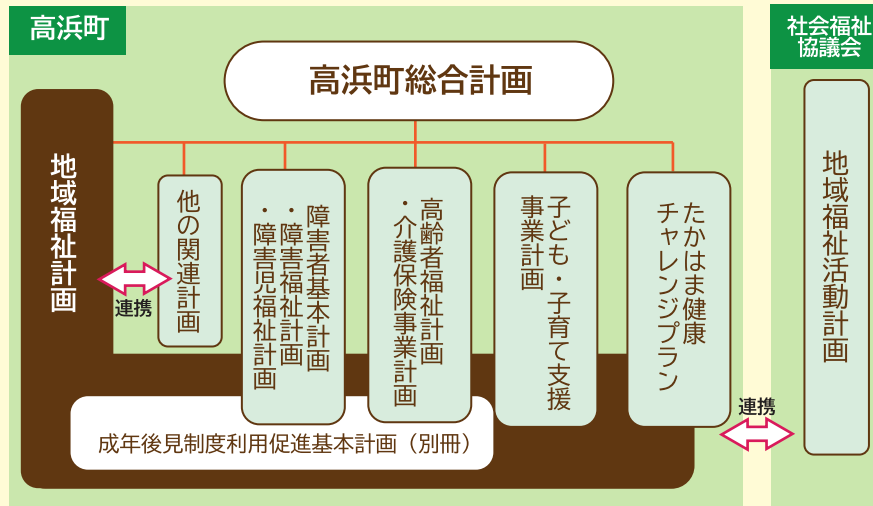 高浜町
社会福祉
協議会
高浜町総合計画
地域福祉計画
連携
他の関連計画
障害者基本計画
・障害福祉計画
・障害児福祉計画
高齢者福祉計画
・介護保険事業計画
子ども・子育て支援
事業計画
たかはま健康
チャレンジプラン
成年後見制度利用促進基本計画（別冊）
連携
地域福祉活動計画